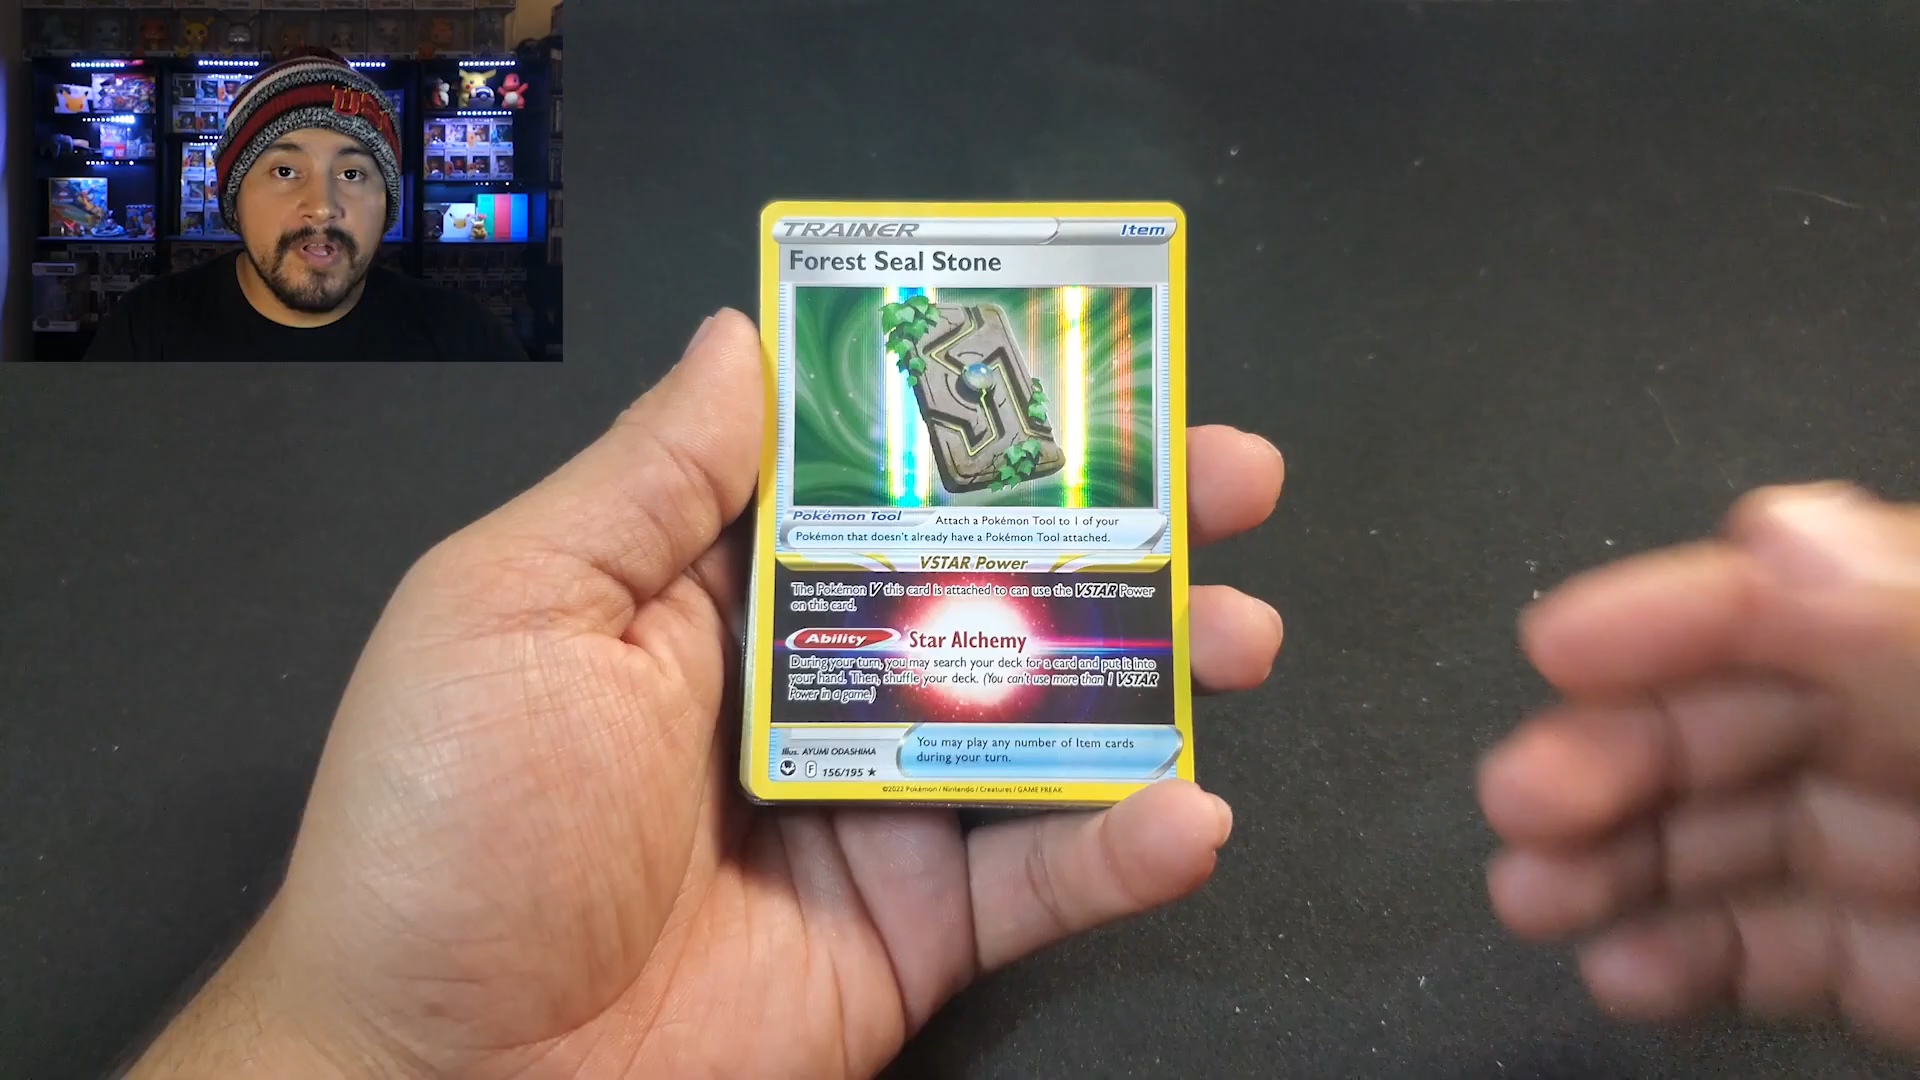 TRAINER
Item
Forest Seal Stone
Pokémon Tool
Attach a Pokémon Tool to 1 of your
Pokémon that doesn't already have a Pokémon Tool attached.
VSTAR Power
The Pokémon V this card is attached to can use the VSTAR Power
on this card.
Ability
Star Alchemy
During your turn, you may search your deck for a card and put it into
your hand. Then, shuffle your deck. (You can't use more than 1 VSTAR
Power in a game.)
Illus. AYUMI ODASHIMA
You may play any number of Item cards
during your turn.
F 156/195 ★
©2022 Pokémon / Nintendo / Creatures / GAME FREAK